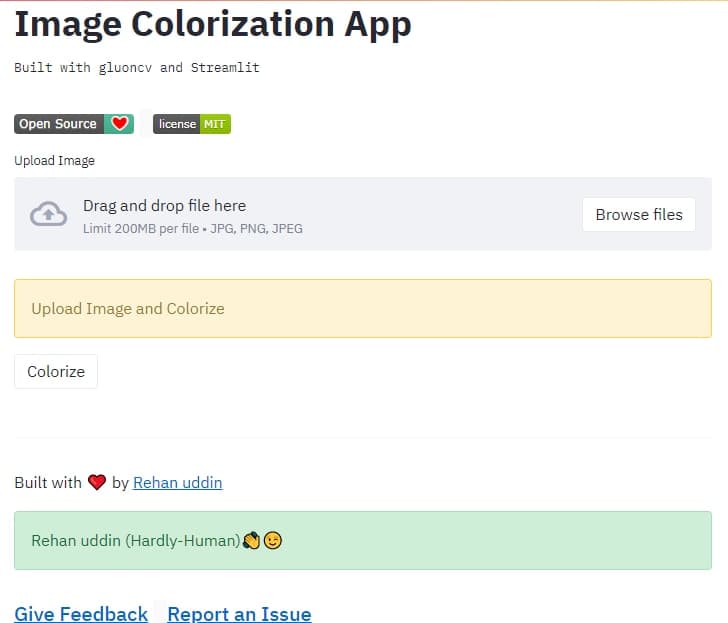 Image Colorization App
Built with gluoncv and Streamlit
Open Source license MIT
Upload Image
Drag and drop file here
Limit 200MB per file • JPG, PNG, JPEG
Browse files
Upload Image and Colorize
Colorize
Built with ❤️ by Rehan uddin
Rehan uddin (Hardly-Human)👏😉
Give Feedback Report an Issue